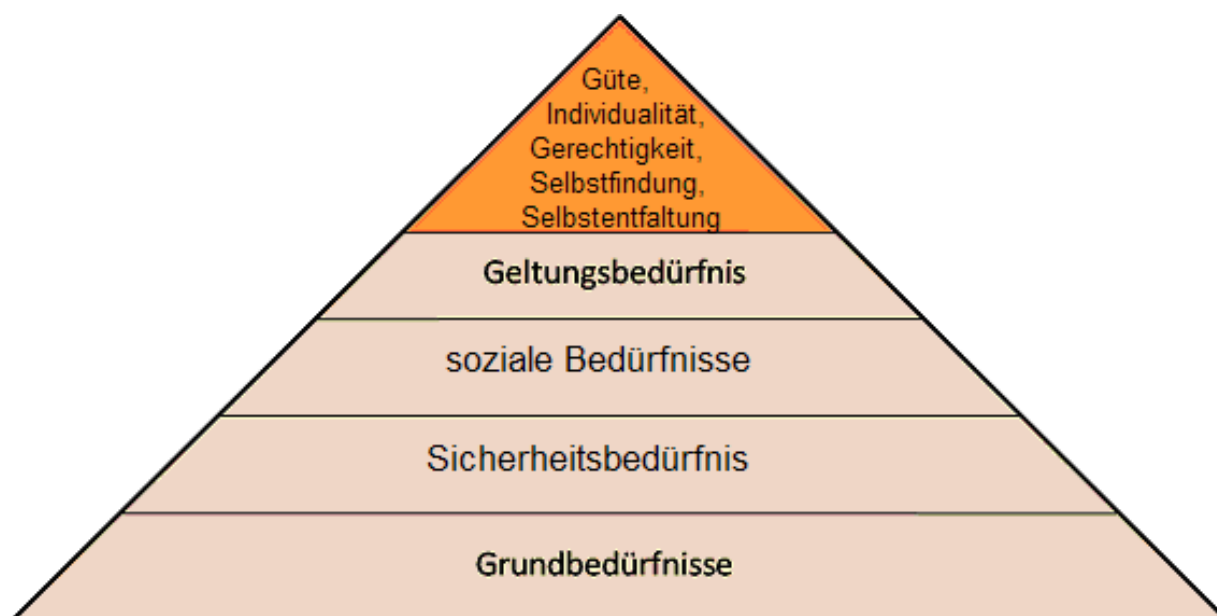 Güte,
Individualität,
Gerechtigkeit,
Selbstfindung,
Selbstentfaltung
Geltungsbedürfnis
soziale Bedürfnisse
Sicherheitsbedürfnis
Grundbedürfnisse